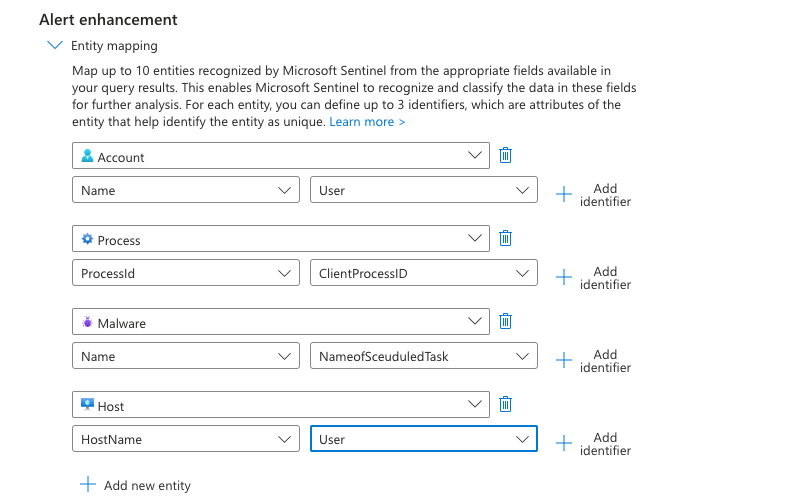 Alert enhancement
Entity mapping
Map up to 10 entities recognized by Microsoft Sentinel from the appropriate fields available in
your query results. This enables Microsoft Sentinel to recognize and classify the data in these fields
for further analysis. For each entity, you can define up to 3 identifiers, which are attributes of the
entity that help identify the entity as unique. Learn more >
Account
Name User Add
identifier
Process
ProcessId ClientProcessID Add
identifier
Malware
Name NameofSceuduledTask Add
identifier
Host
HostName User Add
identifier
Add new entity